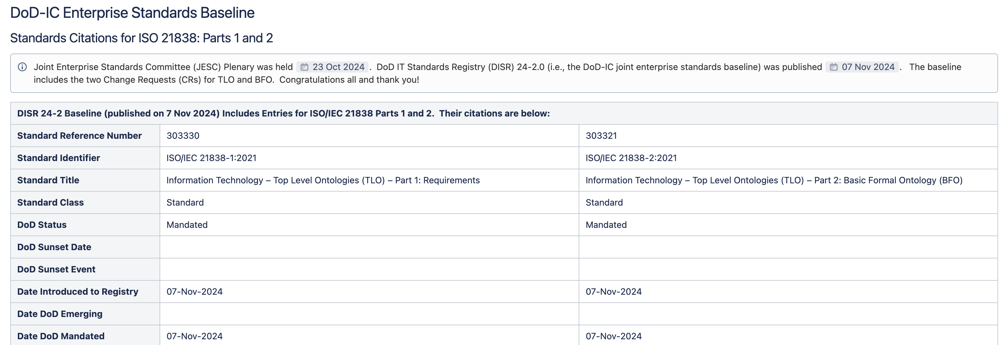 DoD-IC Enterprise Standards Baseline
Standards Citations for ISO 21838: Parts 1 and 2
Joint Enterprise Standards Committee (JESC) Plenary was held 23 Oct 2024 . DoD IT Standards Registry (DISR) 24-2.0 (i.e., the DoD-IC joint enterprise standards baseline) was published 07 Nov 2024 . The baseline
includes the two Change Requests (CRs) for TLO and BFO. Congratulations all and thank you!
DISR 24-2 Baseline (published on 7 Nov 2024) Includes Entries for ISO/IEC 21838 Parts 1 and 2. Their citations are below:
Standard Reference Number 303330 303321
Standard Identifier ISO/IEC 21838-1:2021 ISO/IEC 21838-2:2021
Standard Title Information Technology – Top Level Ontologies (TLO) – Part 1: Requirements Information Technology – Top Level Ontologies (TLO) – Part 2: Basic Formal Ontology (BFO)
Standard Class Standard Standard
DoD Status Mandated Mandated
DoD Sunset Date
DoD Sunset Event
Date Introduced to Registry 07-Nov-2024 07-Nov-2024
Date DoD Emerging
Date DoD Mandated 07-Nov-2024 07-Nov-2024